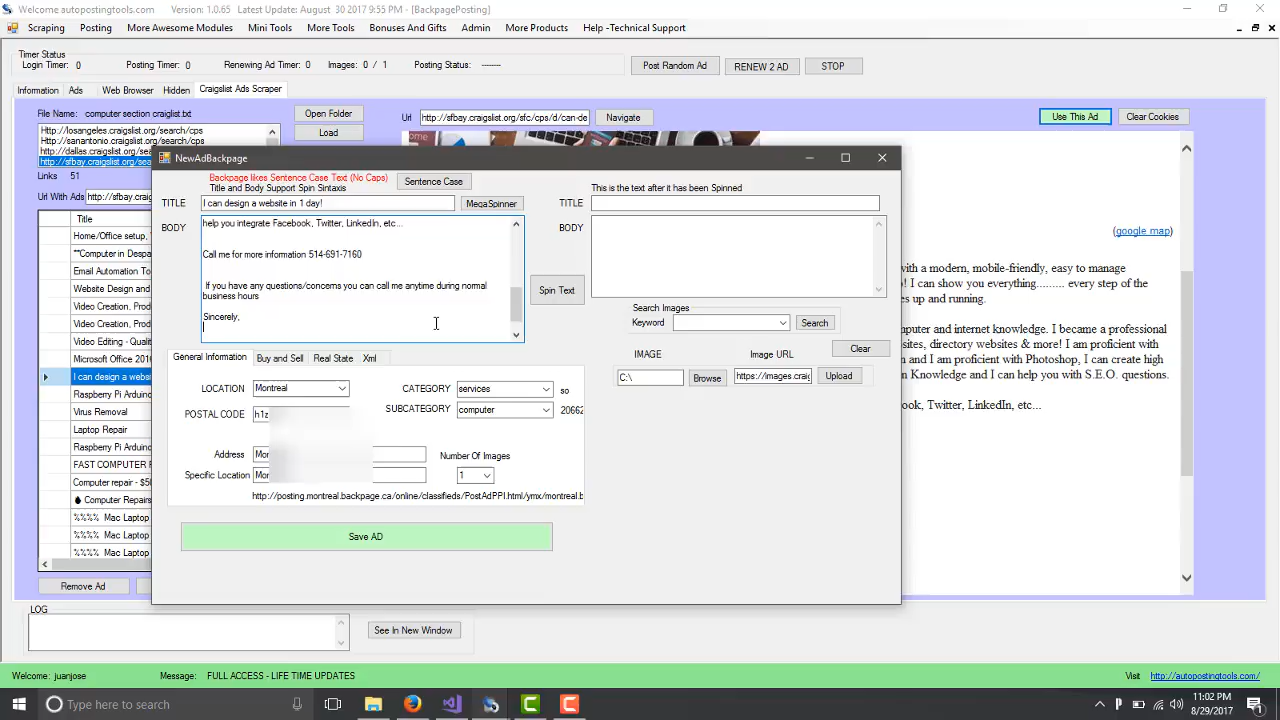 Welcome autopostingtools.com Version: 1.0.65 Latest Update: August 30 2017 9:55 PM - [BackpagePosting]
Scraping Posting More Awesome Modules Mini Tools More Tools Bonuses And Gifts Admin More Products Help -Technical Support
Timer Status
Login Timer: 0 Posting Timer: 0 Renewing Ad Timer: 0 Images: 0 / 1 Posting Status: -------
Post Random Ad RENEW 2 AD STOP
Information Ads Web Browser Hidden Craigslist Ads Scraper
File Name: computer section craiglist.txt Open Folder Url http://sfbay.craigslist.org/sfc/cps/d/can-de Navigate Use This Ad Clear Cookies
Http://losangeles.craigslist.org/search/cps
Http://sanantonio.craigslist.org/search/cps
Http://dallas.craigslist.org/search/cps
Http://sfbay.craigslist.org/sea
Load
Links 51
Url With Ads http://sfbay.craig
Title
Home/Office setup,
**Computer in Despa
Email Automation To
Website Design and
Video Creation, Prod
Video Creation, Prod
Video Editing - Quality
Microsoft Office 2016
I can design a websi
Raspberry Pi Arduino
Virus Removal
Laptop Repair
Raspberry Pi Arduino
FAST COMPUTER R
Computer repair - $50
Computer Repairs
%%%% Mac Laptop
%%%% Mac Laptop
%%%% Mac Laptop
Remove Ad
NewAdBackpage
Backpage likes Sentence Case Text (No Caps) Sentence Case
Title and Body Support Spin Sintaxis
TITLE I can design a website in 1 day! MegaSpinner
BODY help you integrate Facebook, Twitter, LinkedIn, etc...
Call me for more information 514-691-7160
If you have any questions/concerns you can call me anytime during normal
business hours
Sincerely,
Spin Text
This is the text after it has been Spinned
TITLE
BODY
Search Images
Keyword Search
Clear
IMAGE Image URL
C:\ Browse https://images.craig Upload
General Information Buy and Sell Real State Xml
LOCATION Montreal CATEGORY services so
POSTAL CODE h1z SUBCATEGORY computer 20662
Address Mon Number Of Images
Specific Location Mon 1
http://posting.montreal.backpage.ca/online/classifieds/PostAdPPI.html/ymx/montreal.b
Save AD
(google map)
with a modern, mobile-friendly, easy to manage
! I can show you everything......... every step of the
es up and running.
puter and internet knowledge. I became a professional
sites, directory websites & more! I am proficient with
n and I am proficient with Photoshop, I can create high
n Knowledge and I can help you with S.E.O. requests.
ook, Twitter, LinkedIn, etc...
LOG
See In New Window
Welcome: juanjose Message: FULL ACCESS - LIFE TIME UPDATES Visit http://autopostingtools.com/
Type here to search
11:02 PM
8/29/2017